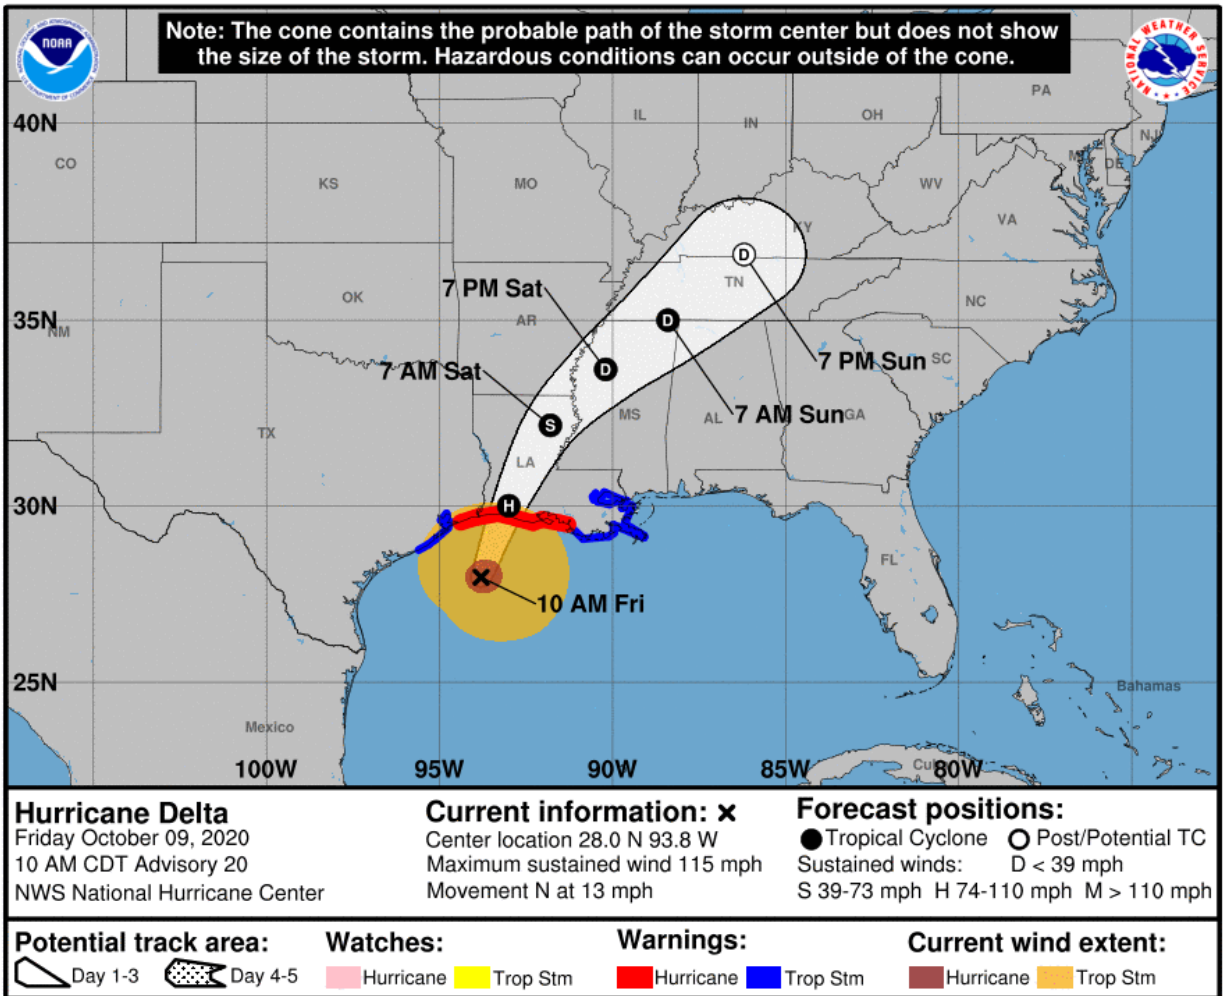 Note: The cone contains the probable path of the storm center but does not show
the size of the storm. Hazardous conditions can occur outside of the cone.
NOAA
NATIONAL WEATHER SERVICE
PA
IL
IN
OH
40N
NJ
CO
KS
MO
WV
DE
VA
KY
7 PM Sat
D
TN
OK
AR
D
NC
35N
NM
7 AM Sat
D
7 PM Sun
SC
S
MS
AL
7 AM Sun
GA
TX
LA
30N
H
FL
10 AM Fri
25N
Bahamas
Mexico
100W
95W
90W
85W
80W
Hurricane Delta
Friday October 09, 2020
10 AM CDT Advisory 20
NWS National Hurricane Center
Current information: x
Center location 28.0 N 93.8 W
Maximum sustained wind 115 mph
Movement N at 13 mph
Forecast positions:
Tropical Cyclone Post/Potential TC
Sustained winds: D < 39 mph
S 39-73 mph H 74-110 mph M > 110 mph
Potential track area:
Day 1-3 Day 4-5
Watches:
Hurricane Trop Stm
Warnings:
Hurricane Trop Stm
Current wind extent:
Hurricane Trop Stm